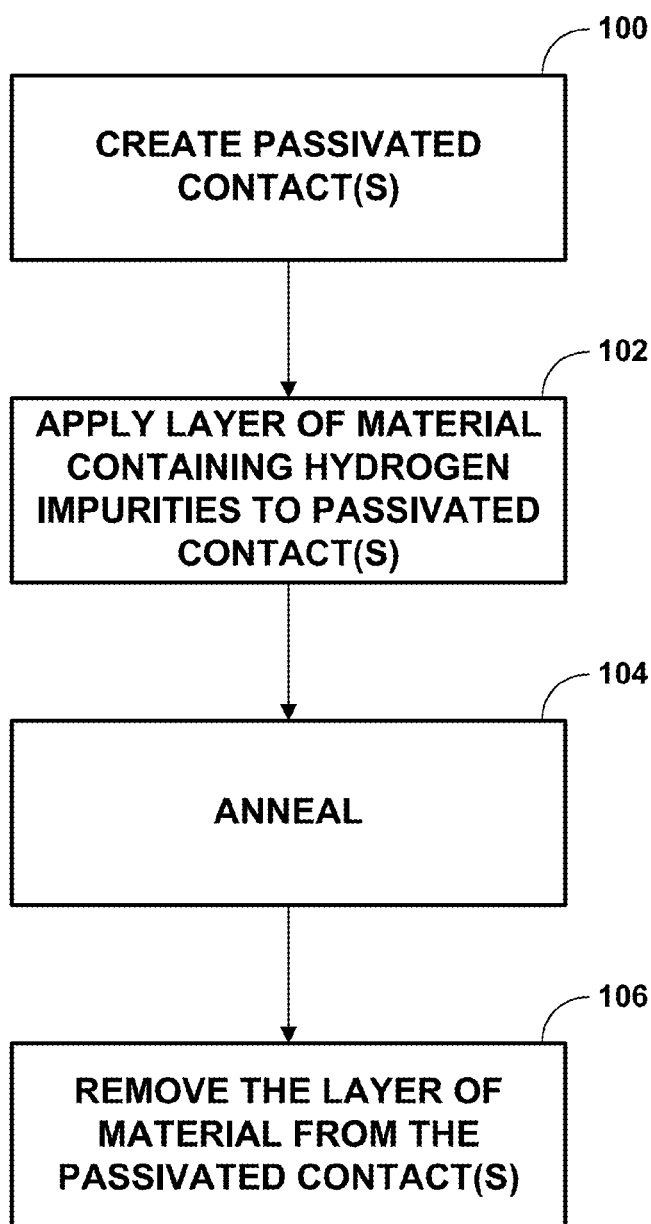 100
CREATE PASSIVATED
CONTACT(S)
102
APPLY LAYER OF MATERIAL
CONTAINING HYDROGEN
IMPURITIES TO PASSIVATED
CONTACT(S)
104
ANNEAL
106
REMOVE THE LAYER OF
MATERIAL FROM THE
PASSIVATED CONTACT(S)